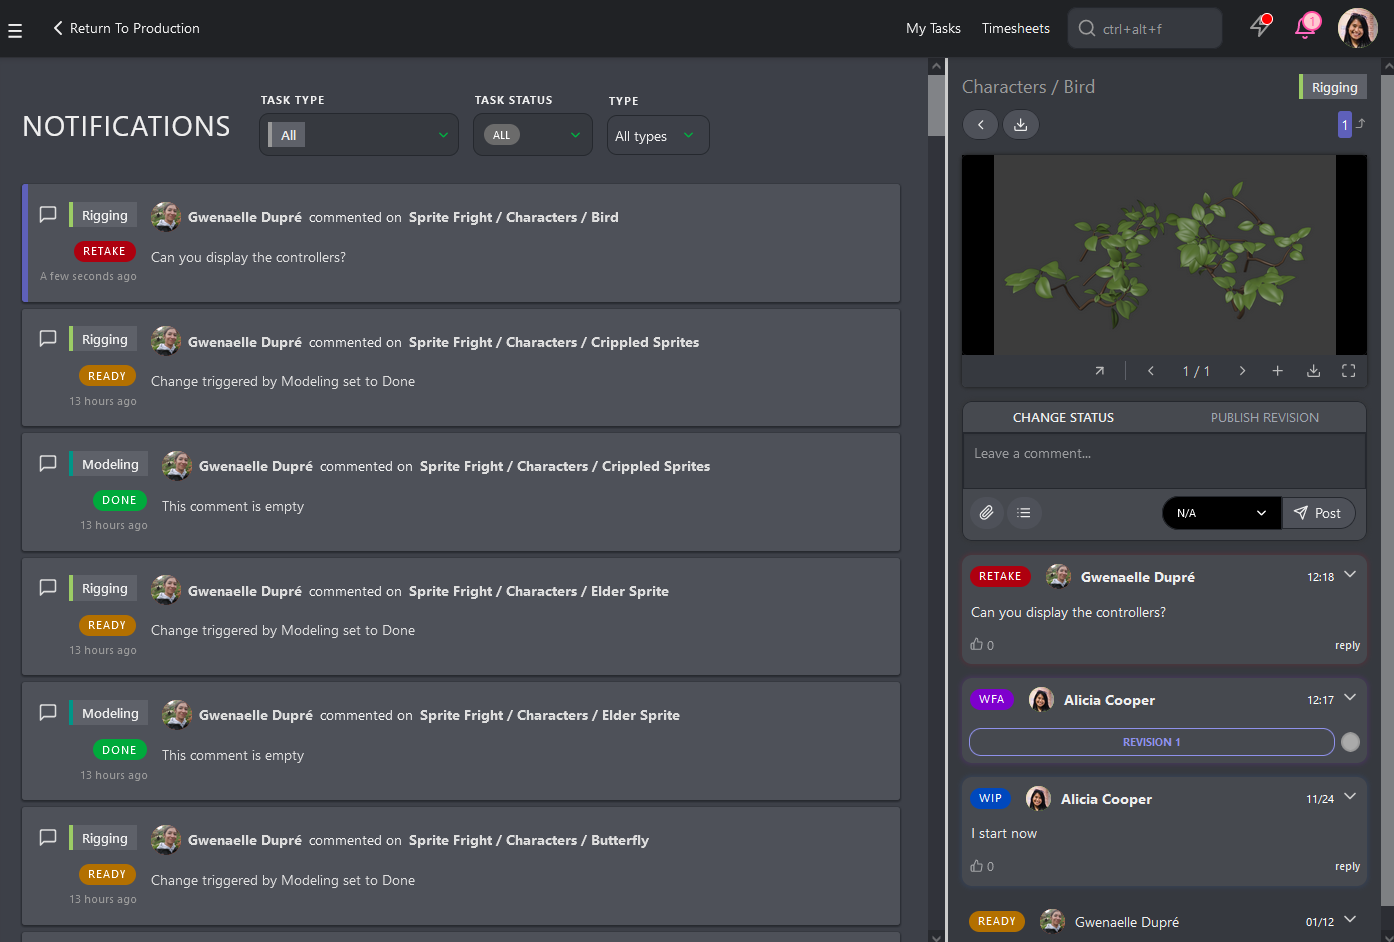 Return To Production
My Tasks
Timesheets
ctrl+alt+f
1
NOTIFICATIONS
TASK TYPE
All
TASK STATUS
ALL
TYPE
All types
Rigging
Gwenaelle Dupré commented on Sprite Fright / Characters / Bird
RETAKE
Can you display the controllers?
A few seconds ago
Rigging
Gwenaelle Dupré commented on Sprite Fright / Characters / Crippled Sprites
READY
Change triggered by Modeling set to Done
13 hours ago
Modeling
Gwenaelle Dupré commented on Sprite Fright / Characters / Crippled Sprites
DONE
This comment is empty
13 hours ago
Rigging
Gwenaelle Dupré commented on Sprite Fright / Characters / Elder Sprite
READY
Change triggered by Modeling set to Done
13 hours ago
Modeling
Gwenaelle Dupré commented on Sprite Fright / Characters / Elder Sprite
DONE
This comment is empty
13 hours ago
Rigging
Gwenaelle Dupré commented on Sprite Fright / Characters / Butterfly
READY
Change triggered by Modeling set to Done
13 hours ago
Characters / Bird
Rigging
1
1 / 1
CHANGE STATUS
PUBLISH REVISION
Leave a comment...
N/A
Post
RETAKE
Gwenaelle Dupré
12:18
Can you display the controllers?
0
reply
WFA
Alicia Cooper
12:17
REVISION 1
WIP
Alicia Cooper
11/24
I start now
0
reply
READY
Gwenaelle Dupré
01/12